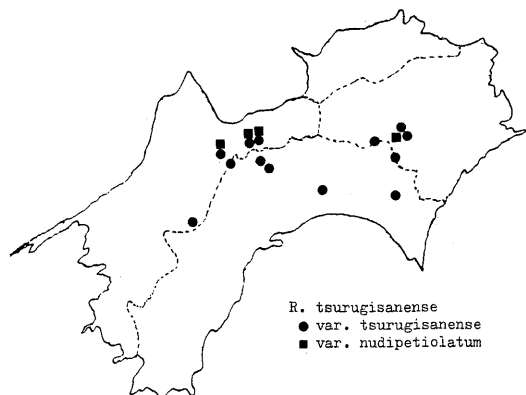 R. tsurugisanense
● var. tsurugisanense
■ var. nudipetiolatum